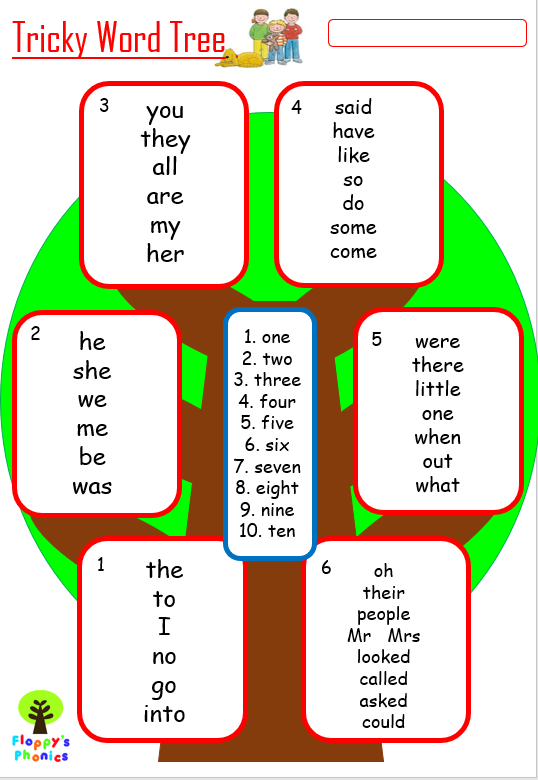 Tricky Word Tree
3
you
they
all
are
my
her
4
said
have
like
so
do
some
come
2
he
she
we
me
be
was
1. one
2. two
3. three
4. four
5. five
6. six
7. seven
8. eight
9. nine
10. ten
5
were
there
little
one
when
out
what
1
the
to
I
no
go
into
6
oh
their
people
Mr Mrs
looked
called
asked
could
Floppy's
Phonics